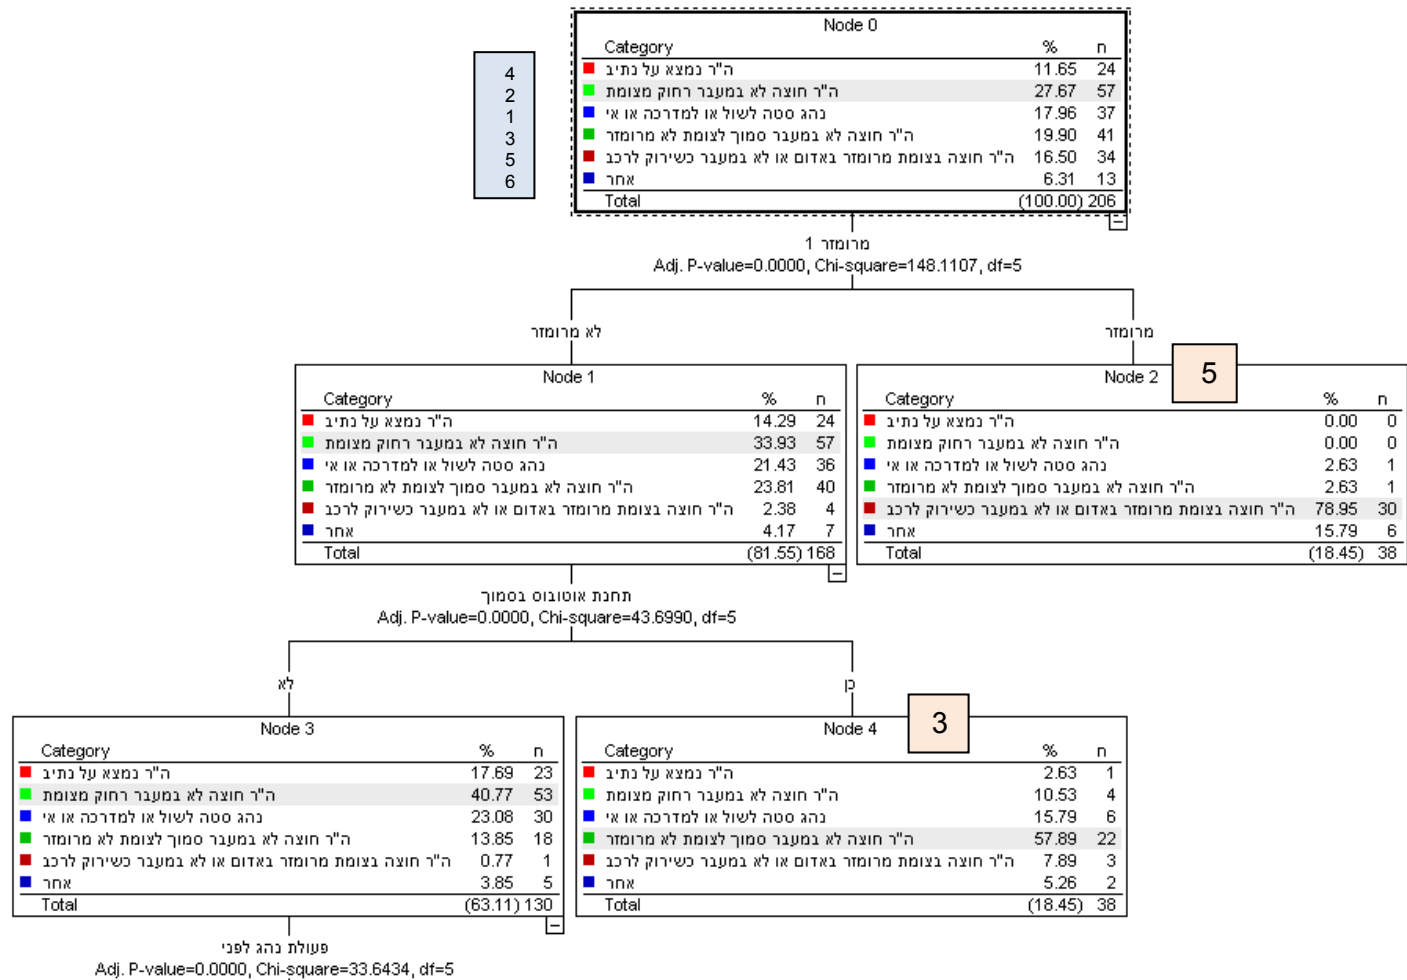 4
2
1
3
5
6
Node 0
Category % n
ה"ר נמצא על נתיב 11.65 24
ה"ר חוצה לא במעבר רחוק מצומת 27.67 57
נהג סטה לשול או למדרכה או אי 17.96 37
ה"ר חוצה לא במעבר סמוך לצומת לא מרומזר 19.90 41
ה"ר חוצה בצומת מרומזר באדום או לא במעבר כשירוק לרכב 16.50 34
אחר 6.31 13
Total (100.00) 206
מרומזר 1
Adj. P-value=0.0000, Chi-square=148.1107, df=5
לא מרומזר
מרומזר
Node 1
Category % n
ה"ר נמצא על נתיב 14.29 24
ה"ר חוצה לא במעבר רחוק מצומת 33.93 57
נהג סטה לשול או למדרכה או אי 21.43 36
ה"ר חוצה לא במעבר סמוך לצומת לא מרומזר 23.81 40
ה"ר חוצה בצומת מרומזר באדום או לא במעבר כשירוק לרכב 2.38 4
אחר 4.17 7
Total (81.55) 168
Node 2
5
Category % n
ה"ר נמצא על נתיב 0.00 0
ה"ר חוצה לא במעבר רחוק מצומת 0.00 0
נהג סטה לשול או למדרכה או אי 2.63 1
ה"ר חוצה לא במעבר סמוך לצומת לא מרומזר 2.63 1
ה"ר חוצה בצומת מרומזר באדום או לא במעבר כשירוק לרכב 78.95 30
אחר 15.79 6
Total (18.45) 38
תחנת אוטובוס בסמוך
Adj. P-value=0.0000, Chi-square=43.6990, df=5
לא
כן
Node 3
Category % n
ה"ר נמצא על נתיב 17.69 23
ה"ר חוצה לא במעבר רחוק מצומת 40.77 53
נהג סטה לשול או למדרכה או אי 23.08 30
ה"ר חוצה לא במעבר סמוך לצומת לא מרומזר 13.85 18
ה"ר חוצה בצומת מרומזר באדום או לא במעבר כשירוק לרכב 0.77 1
אחר 3.85 5
Total (63.11) 130
Node 4
3
Category % n
ה"ר נמצא על נתיב 2.63 1
ה"ר חוצה לא במעבר רחוק מצומת 10.53 4
נהג סטה לשול או למדרכה או אי 15.79 6
ה"ר חוצה לא במעבר סמוך לצומת לא מרומזר 57.89 22
ה"ר חוצה בצומת מרומזר באדום או לא במעבר כשירוק לרכב 7.89 3
אחר 5.26 2
Total (18.45) 38
פעולת נהג לפני
Adj. P-value=0.0000, Chi-square=33.6434, df=5